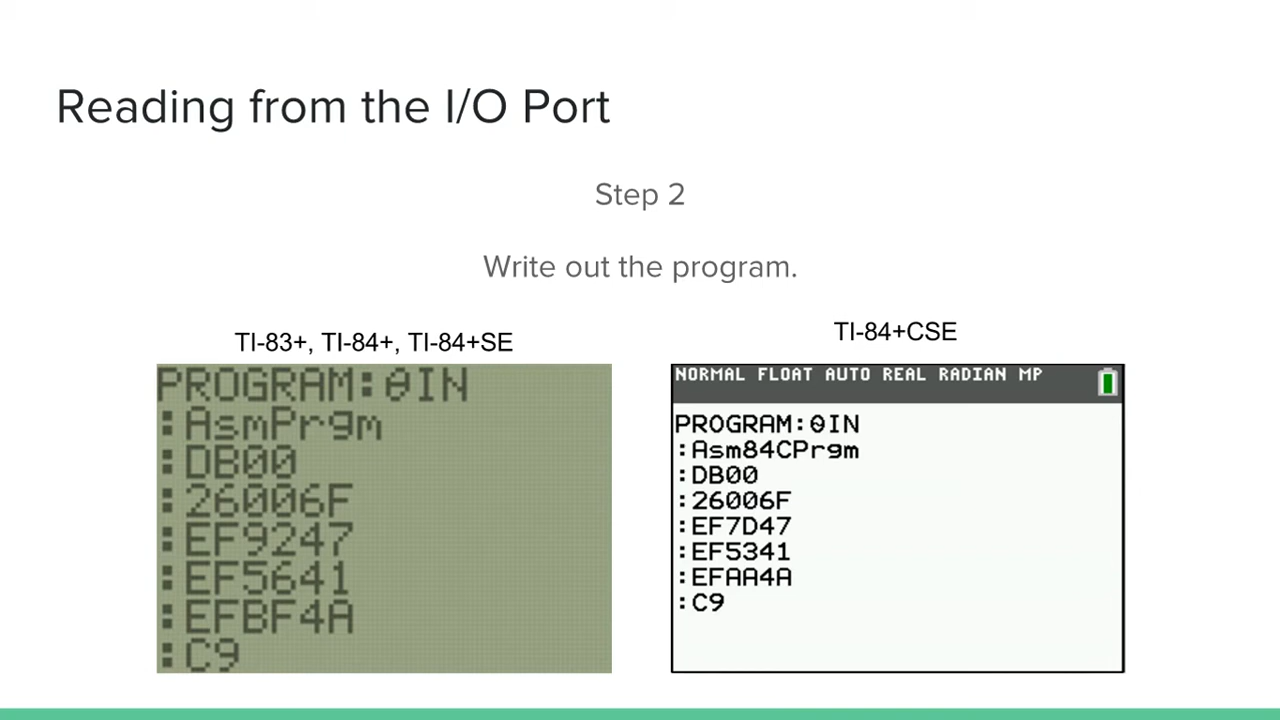 Reading from the I/O Port
Step 2
Write out the program.
TI-83+, TI-84+, TI-84+SE
PROGRAM:θIN
:AsmPrgm
:DB00
:26006F
:EF9247
:EF5641
:EFBF4A
:C9
TI-84+CSE
NORMAL FLOAT AUTO REAL RADIAN MP
PROGRAM:θIN
:Asm84CPrgm
:DB00
:26006F
:EF7D47
:EF5341
:EFAA4A
:C9